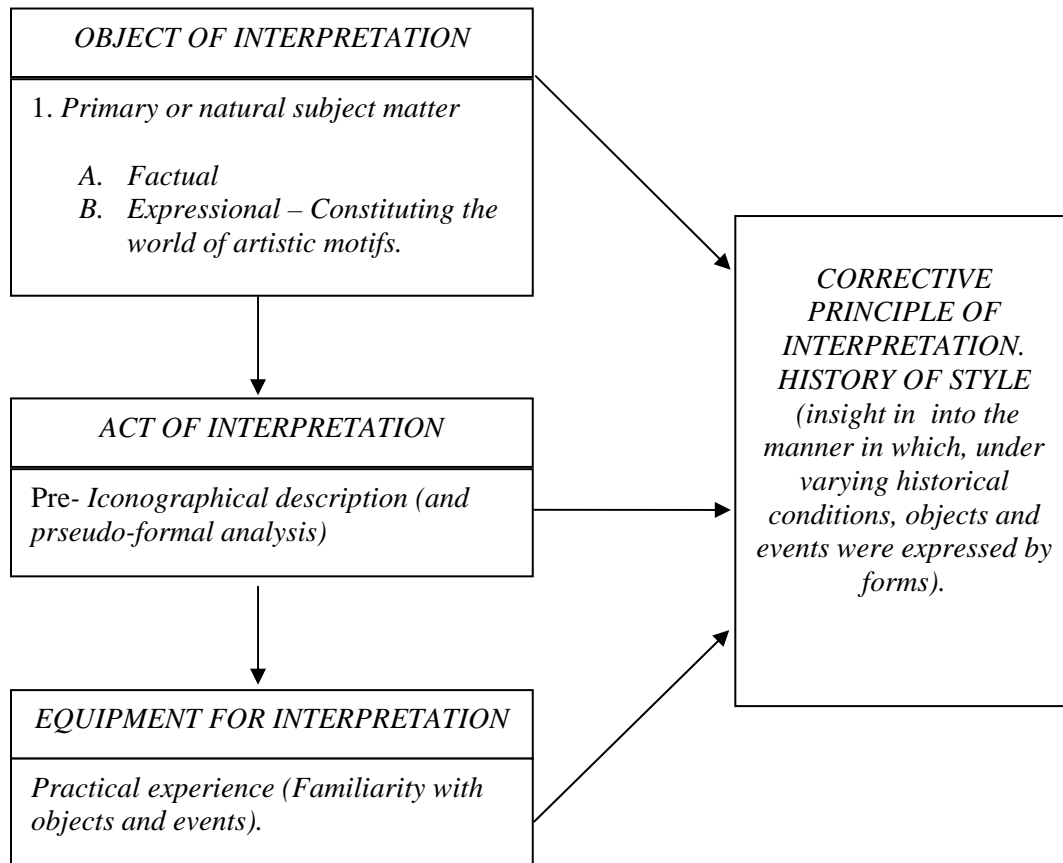 OBJECT OF INTERPRETATION
1. Primary or natural subject matter
A. Factual
B. Expressional – Constituting the
world of artistic motifs.
ACT OF INTERPRETATION
Pre- Iconographical description (and
prseudo-formal analysis)
EQUIPMENT FOR INTERPRETATION
Practical experience (Familiarity with
objects and events).
CORRECTIVE
PRINCIPLE OF
INTERPRETATION.
HISTORY OF STYLE
(insight in  into the
manner in which, under
varying historical
conditions, objects and
events were expressed by
forms).